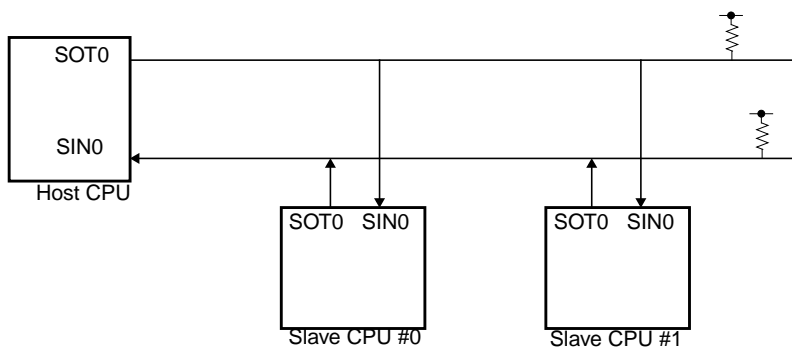 SOT0
SIN0
Host CPU
SOT0 SIN0
SOT0 SIN0
Slave CPU #0
Slave CPU #1